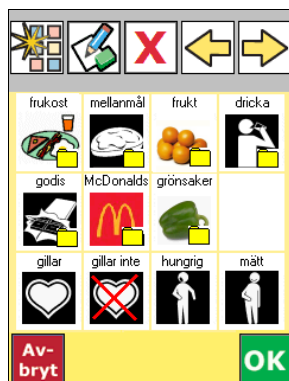 frukost mellanmål frukt dricka
godis McDonalds grönsaker
gillar gillar inte hungrig mätt
Av-
bryt
OK